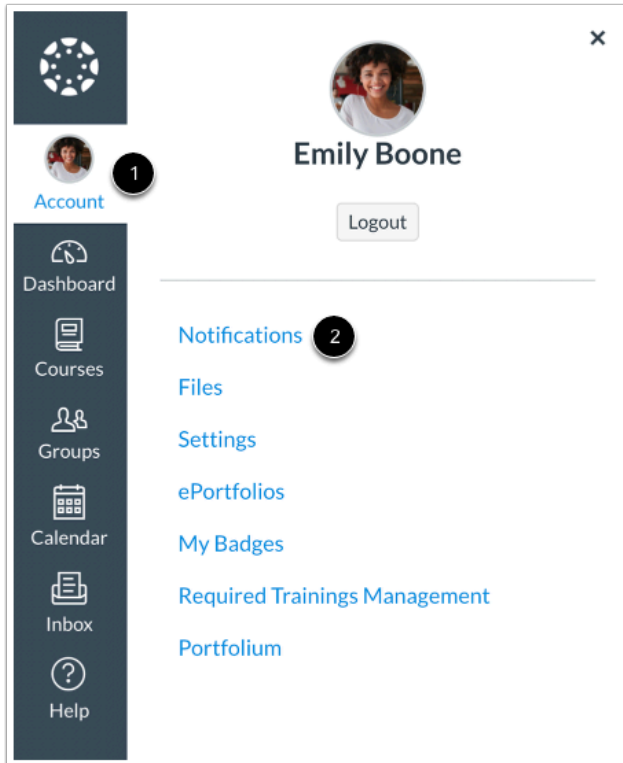 Account
1
Dashboard
Courses
Groups
Calendar
Inbox
Help
×
Emily Boone
Logout
Notifications 2
Files
Settings
ePortfolios
My Badges
Required Trainings Management
Portfolium